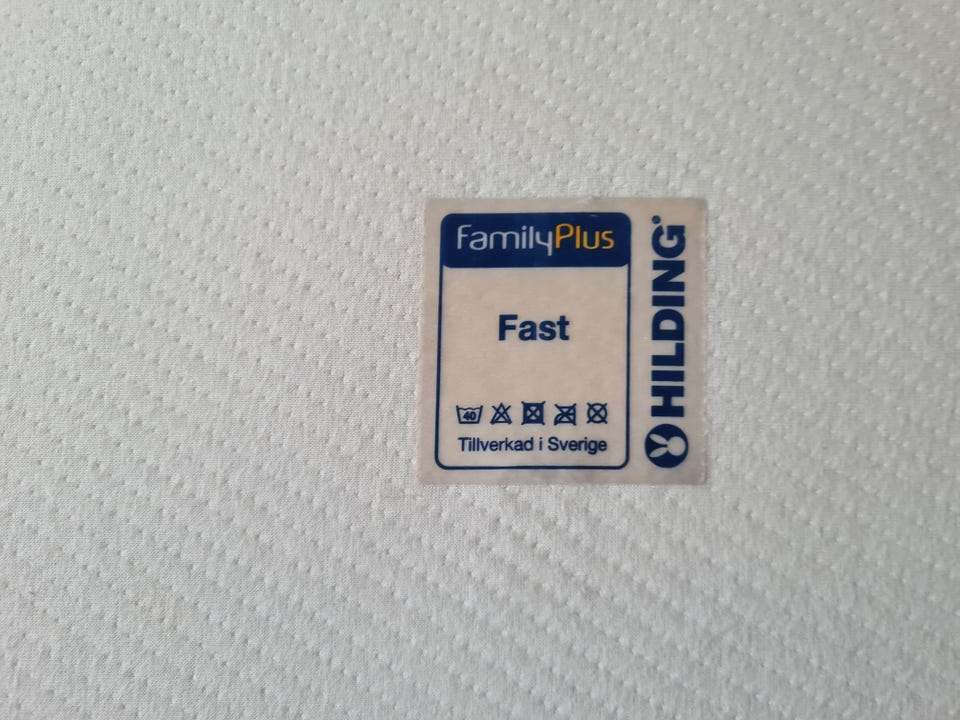 FamilyPlus
Fast
40
Tillverkad i Sverige
HILDING®